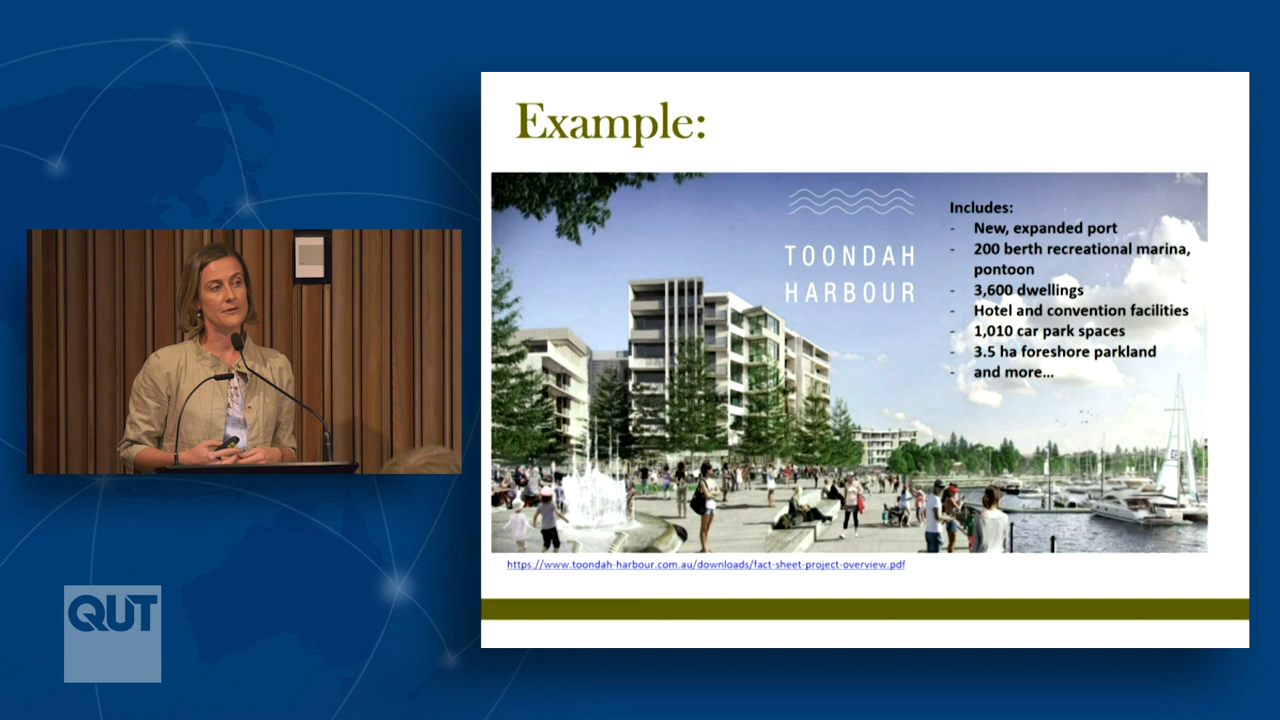 Example:
TOONDAH
HARBOUR
Includes:
- New, expanded port
- 200 berth recreational marina,
pontoon
- 3,600 dwellings
- Hotel and convention facilities
- 1,010 car park spaces
- 3.5 ha foreshore parkland
- and more...
https://www.toondah-harbour.com.au/downloads/fact-sheet-project-overview.pdf
QUT